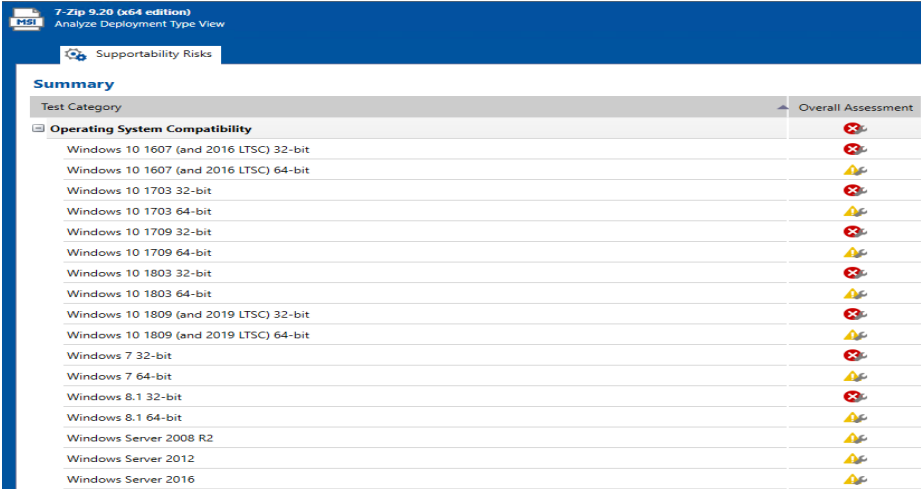 MSI
7-Zip 9.20 (x64 edition)
Analyze Deployment Type View
Supportability Risks
Summary
Test Category Overall Assessment
Operating System Compatibility
Windows 10 1607 (and 2016 LTSC) 32-bit
Windows 10 1607 (and 2016 LTSC) 64-bit
Windows 10 1703 32-bit
Windows 10 1703 64-bit
Windows 10 1709 32-bit
Windows 10 1709 64-bit
Windows 10 1803 32-bit
Windows 10 1803 64-bit
Windows 10 1809 (and 2019 LTSC) 32-bit
Windows 10 1809 (and 2019 LTSC) 64-bit
Windows 7 32-bit
Windows 7 64-bit
Windows 8.1 32-bit
Windows 8.1 64-bit
Windows Server 2008 R2
Windows Server 2012
Windows Server 2016